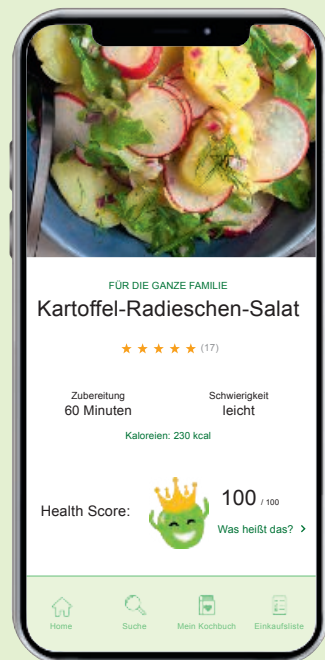 FÜR DIE GANZE FAMILIE
Kartoffel-Radieschen-Salat
(17)
Zubereitung
60 Minuten
Schwierigkeit
leicht
Kaloreien: 230 kcal
Health Score:
100 / 100
Was heißt das? >
Home
Suche
Mein Kochbuch
Einkaufsliste